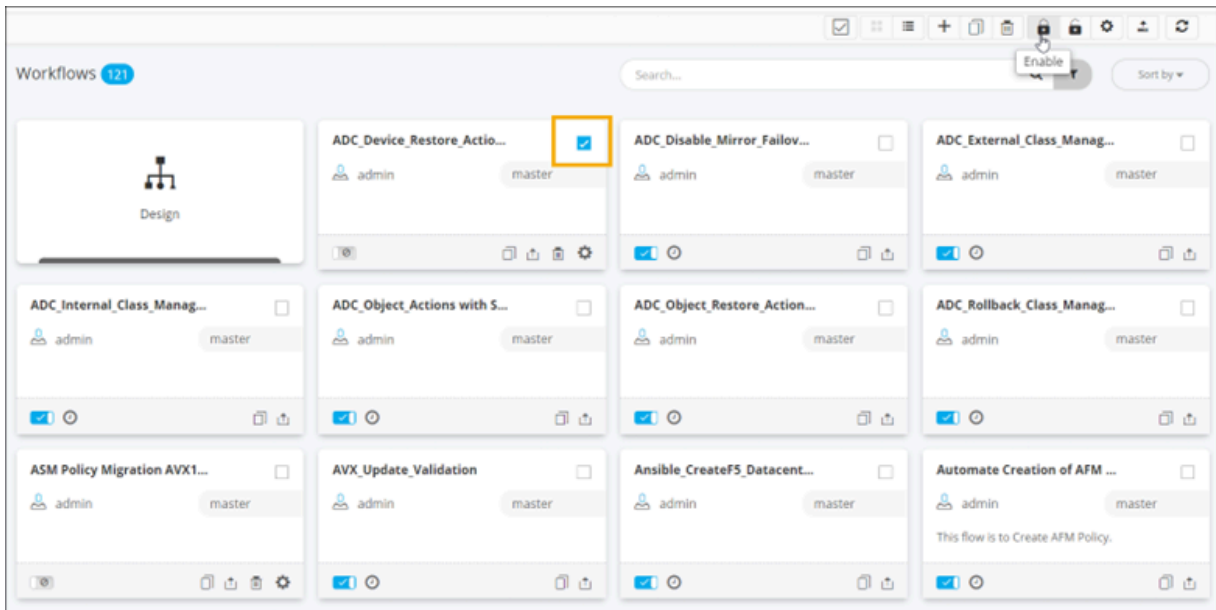 Enable
Workflows 121
Search...
Sort by
Design
ADC_Device_Restore_Actio...
admin
master
ADC_Disable_Mirror_Failov...
admin
master
ADC_External_Class_Manag...
admin
master
ADC_Internal_Class_Manag...
admin
master
ADC_Object_Actions with S...
admin
master
ADC_Object_Restore_Action...
admin
master
ADC_Rollback_Class_Manag...
admin
master
ASM Policy Migration AVX1...
admin
master
AVX_Update_Validation
admin
master
Ansible_CreateF5_Datacent...
admin
master
Automate Creation of AFM ...
admin
master
This flow is to Create AFM Policy.